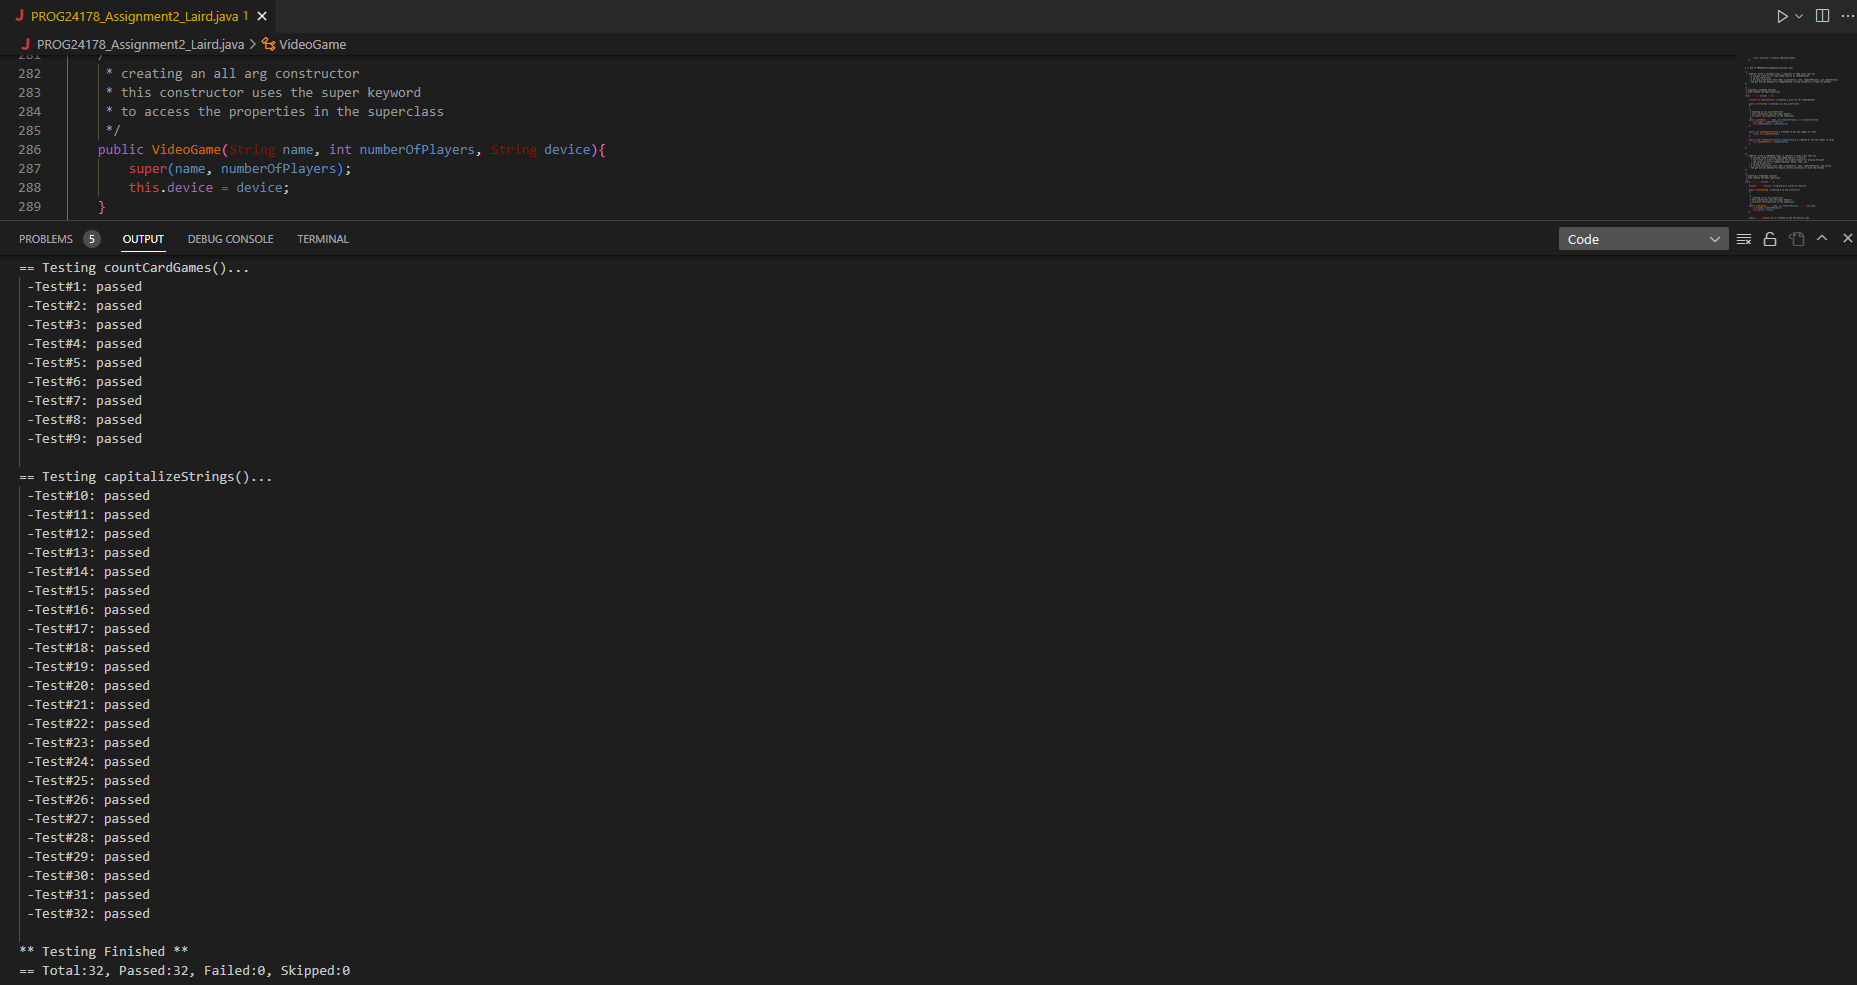 PROG24178_Assignment2_Laird.java 1
PROG24178_Assignment2_Laird.java > VideoGame
281
282 * creating an all arg constructor
283 * this constructor uses the super keyword
284 * to access the properties in the superclass
285 */
286 public VideoGame(String name, int numberOfPlayers, String device){
287 super(name, numberOfPlayers);
288 this.device = device;
289 }
PROBLEMS 5 OUTPUT DEBUG CONSOLE TERMINAL Code
== Testing countCardGames()...
-Test#1: passed
-Test#2: passed
-Test#3: passed
-Test#4: passed
-Test#5: passed
-Test#6: passed
-Test#7: passed
-Test#8: passed
-Test#9: passed
== Testing capitalizeStrings()...
-Test#10: passed
-Test#11: passed
-Test#12: passed
-Test#13: passed
-Test#14: passed
-Test#15: passed
-Test#16: passed
-Test#17: passed
-Test#18: passed
-Test#19: passed
-Test#20: passed
-Test#21: passed
-Test#22: passed
-Test#23: passed
-Test#24: passed
-Test#25: passed
-Test#26: passed
-Test#27: passed
-Test#28: passed
-Test#29: passed
-Test#30: passed
-Test#31: passed
-Test#32: passed
** Testing Finished **
== Total:32, Passed:32, Failed:0, Skipped:0